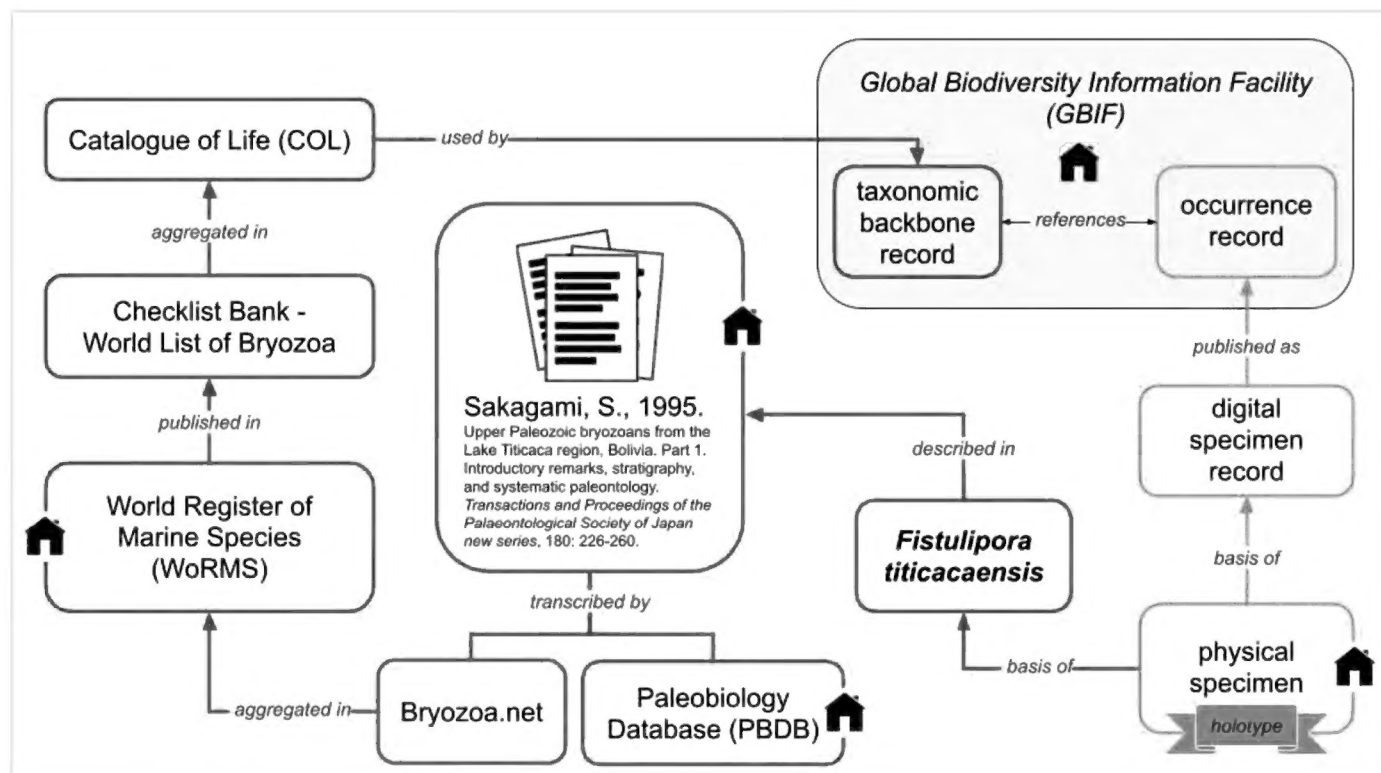 Global Biodiversity Information Facility
(GBIF)
Catalogue of Life (COL)
used by
taxonomic
backbone
record
references
occurrence
record
aggregated in
Checklist Bank -
World List of Bryozoa
published in
World Register of
Marine Species
(WoRMS)
Sakagami, S., 1995.
Upper Paleozoic bryozoans from the
Lake Titicaca region, Bolivia. Part 1.
Introductory remarks, stratigraphy,
and systematic paleontology.
Transactions and Proceedings of the
Palaeontological Society of Japan
new series, 180: 226-260.
transcribed by
aggregated in
Bryozoa.net
Paleobiology
Database (PBDB)
described in
Fistulipora
titicacaensis
basis of
published as
digital
specimen
record
basis of
physical
specimen
holotype